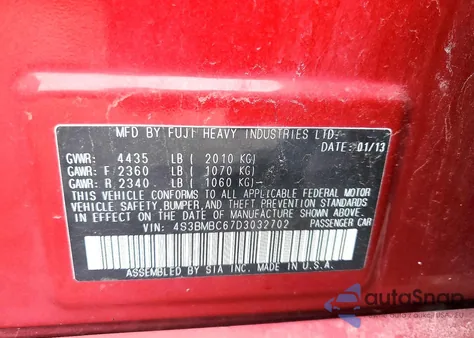 MFD BY FUJI HEAVY INDUSTRIES LTD.
DATE: 01/13
GVWR: 4435 LB ( 2010 KG)
GAWR: F/2360 LB ( 1070 KG)
GAWR: R/2340 LB ( 1060 KG)
THIS VEHICLE CONFORMS TO ALL APPLICABLE FEDERAL MOTOR
VEHICLE SAFETY, BUMPER, AND THEFT PREVENTION STANDARDS
IN EFFECT ON THE DATE OF MANUFACTURE SHOWN ABOVE.
VIN: 4S3BMBC67D3032702 PASSENGER CAR
ASSEMBLED BY SIA INC. MADE IN U.S.A.
autoSnap